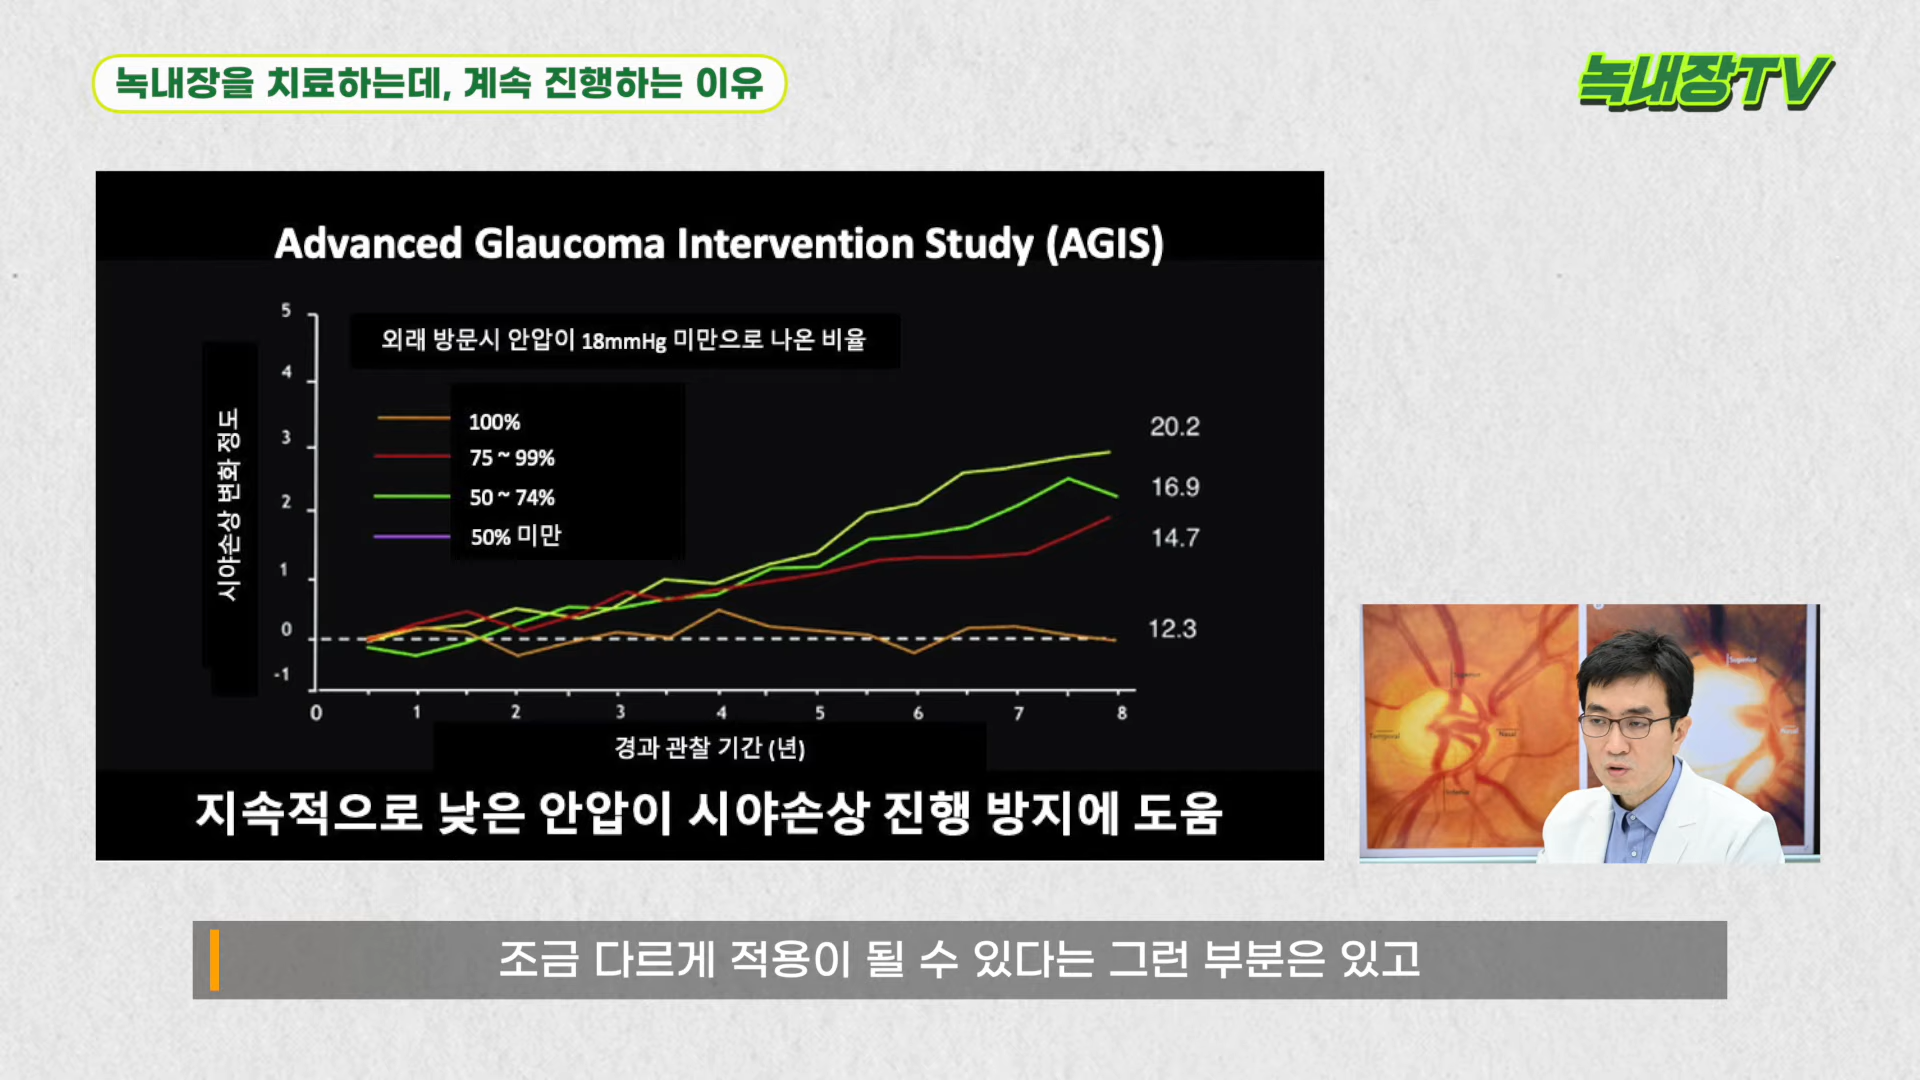 녹내장을 치료하는데, 계속 진행하는 이유
녹내장TV
Advanced Glaucoma Intervention Study (AGIS)
외래 방문시 안압이 18mmHg 미만으로 나온 비율
시야손상 변화 정도
5
4
3
2
1
0
-1
100%
75 ~ 99%
50 ~ 74%
50% 미만
20.2
16.9
14.7
12.3
0 1 2 3 4 5 6 7 8
경과 관찰 기간 (년)
지속적으로 낮은 안압이 시야손상 진행 방지에 도움
Superior
Temporal
Nasal
Inferior
Superior
Nasal
조금 다르게 적용이 될 수 있다는 그런 부분은 있고